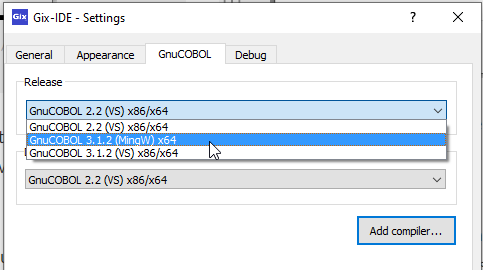 Gix
Gix-IDE - Settings
?
General
Appearance
GnuCOBOL
Debug
Release
GnuCOBOL 2.2 (VS) x86/x64
GnuCOBOL 2.2 (VS) x86/x64
GnuCOBOL 3.1.2 (MingW) x64
GnuCOBOL 3.1.2 (VS) x86/x64
GnuCOBOL 2.2 (VS) x86/x64
Add compiler...